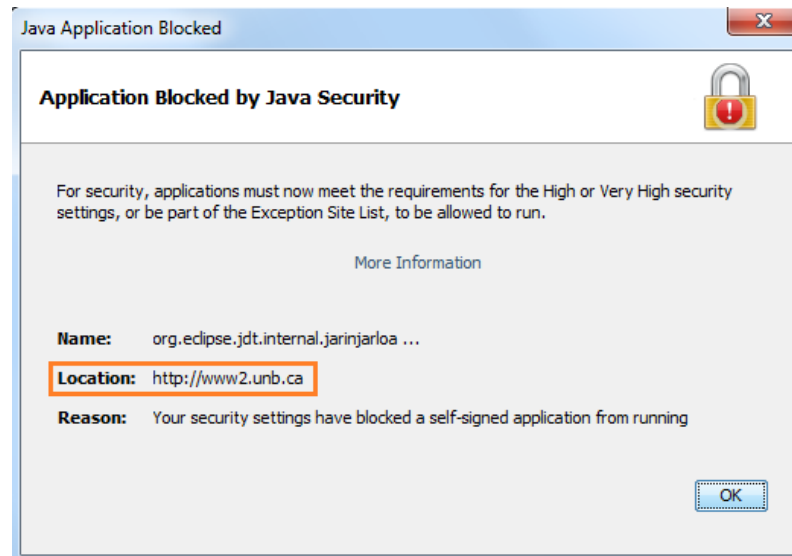 Java Application Blocked
Application Blocked by Java Security
For security, applications must now meet the requirements for the High or Very High security
settings, or be part of the Exception Site List, to be allowed to run.
More Information
Name: org.eclipse.jdt.internal.jarinjarloa ...
Location: http://www2.unb.ca
Reason: Your security settings have blocked a self-signed application from running
OK